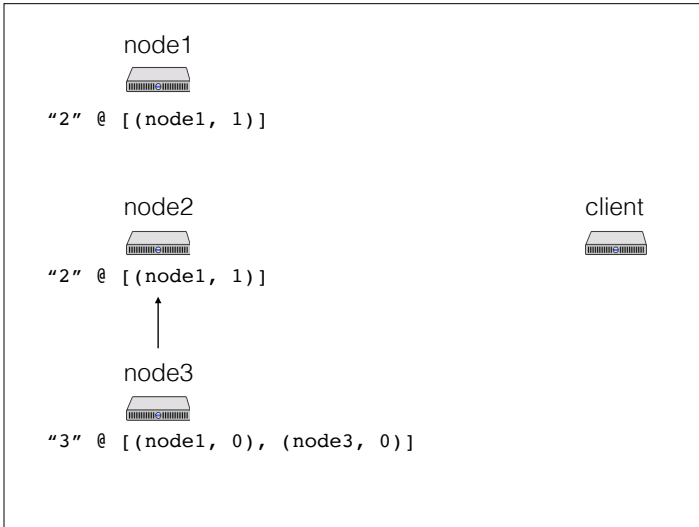 node1
“2” @ [(node1, 1)]
node2
client
“2” @ [(node1, 1)]
node3
“3” @ [(node1, 0), (node3, 0)]